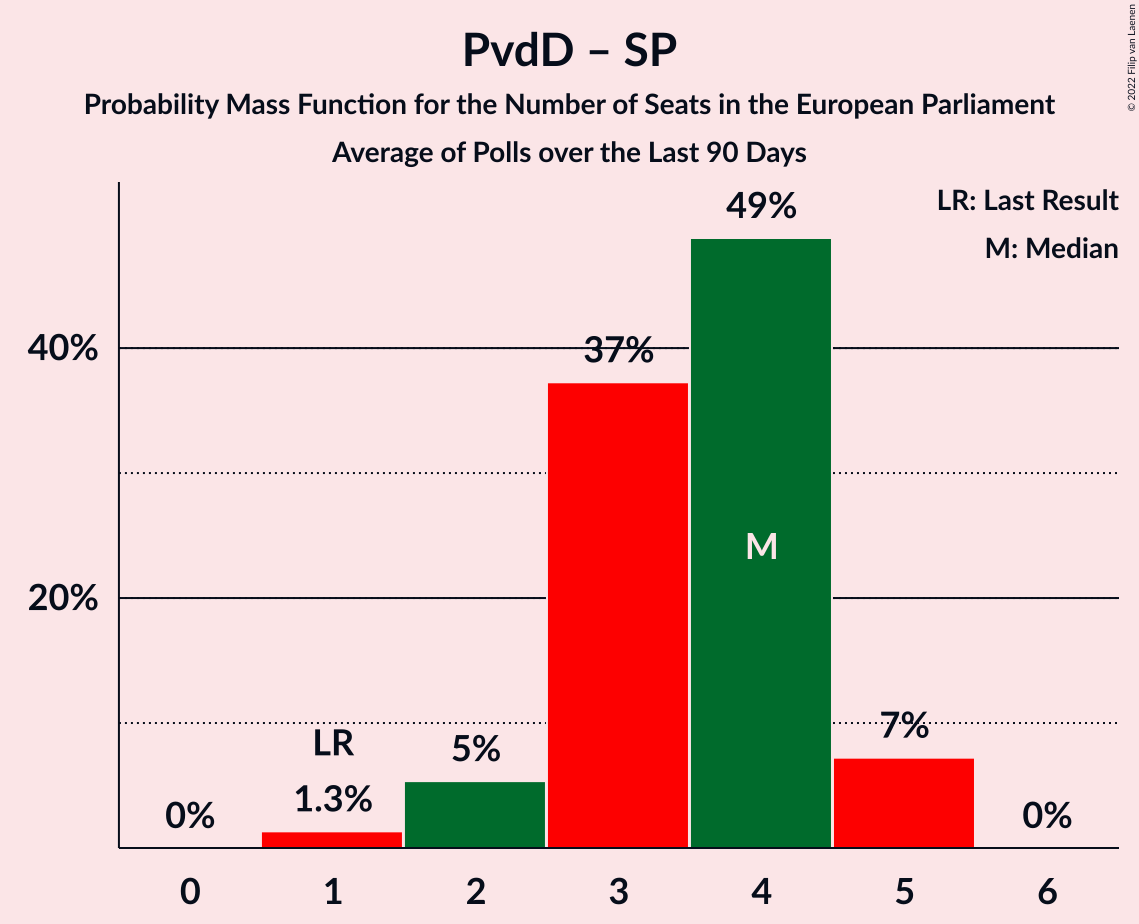 PvdD – SP
Probability Mass Function for the Number of Seats in the European Parliament
Average of Polls over the Last 90 Days
© 2022 Filip van Laenen
LR: Last Result
M: Median
49%
40%
37%
M
20%
LR
7%
5%
1.3%
0%
0%
0 1 2 3 4 5 6